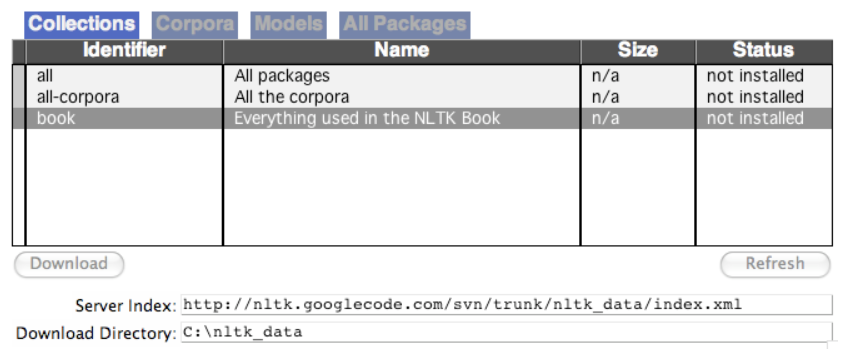 Collections Corpora Models All Packages
Identifier Name Size Status
all All packages n/a not installed
all-corpora All the corpora n/a not installed
book Everything used in the NLTK Book n/a not installed
Download Refresh
Server Index: http://nltk.googlecode.com/svn/trunk/nltk_data/index.xml
Download Directory: C:\nltk_data